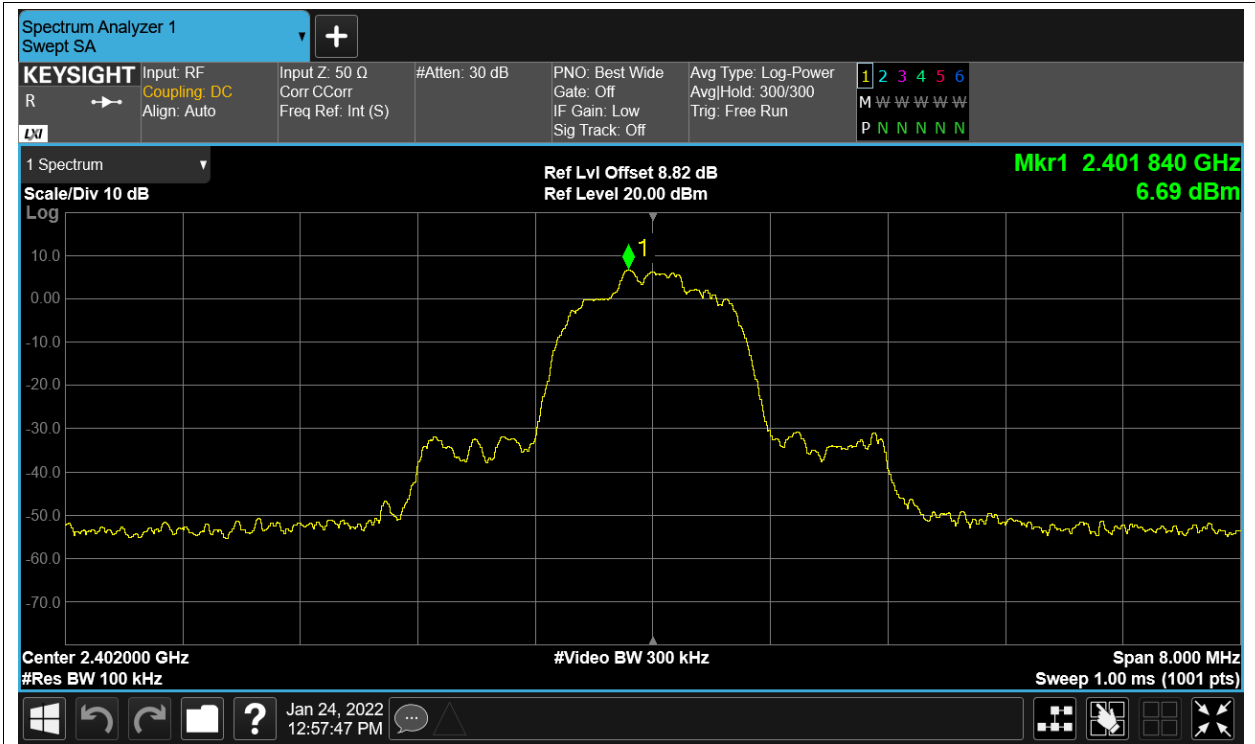 Spectrum Analyzer 1
Swept SA
KEYSIGHT
R
LXI
Input: RF
Coupling: DC
Align: Auto
Input Z: 50 Ω
Corr CCorr
Freq Ref: Int (S)
#Atten: 30 dB
PNO: Best Wide
Gate: Off
IF Gain: Low
Sig Track: Off
Avg Type: Log-Power
Avg|Hold: 300/300
Trig: Free Run
1 2 3 4 5 6
M W W W W W W
P N N N N N
1 Spectrum
Scale/Div 10 dB
Log
Ref Lvl Offset 8.82 dB
Ref Level 20.00 dBm
Mkr1 2.401 840 GHz
6.69 dBm
1
10.0
0.00
-10.0
-20.0
-30.0
-40.0
-50.0
-60.0
-70.0
Center 2.402000 GHz
#Res BW 100 kHz
#Video BW 300 kHz
Span 8.000 MHz
Sweep 1.00 ms (1001 pts)
?
Jan 24, 2022
12:57:47 PM